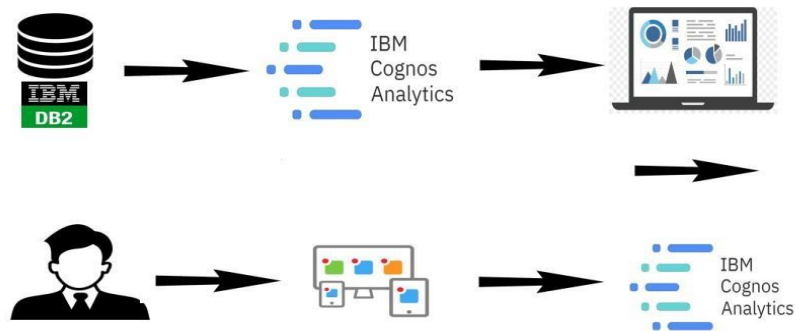 IBM
Cognos
Analytics
IBM
DB2
IBM
Cognos
Analytics